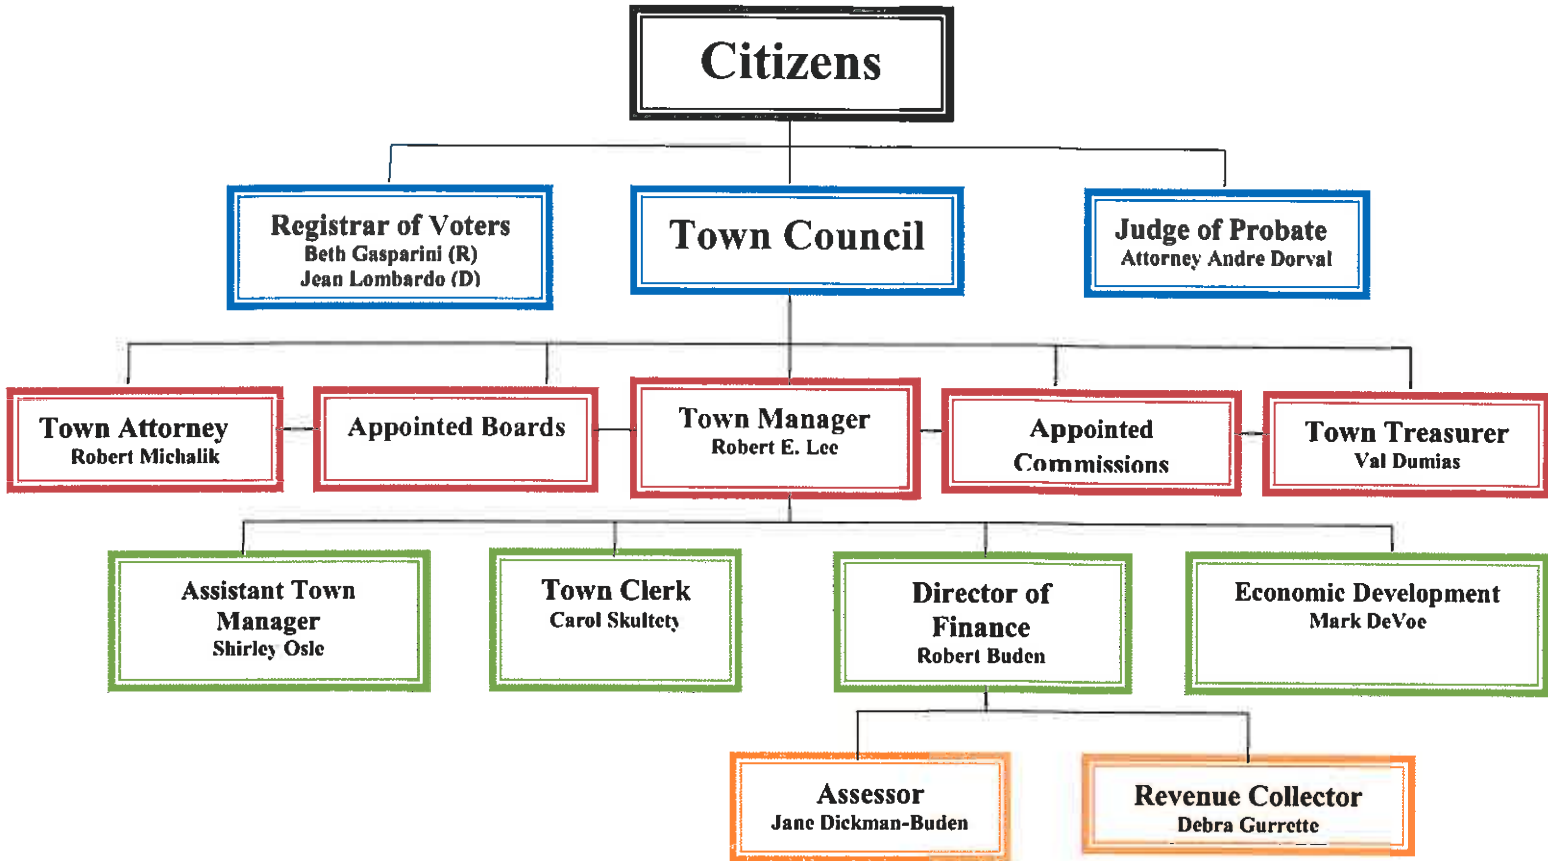 Citizens
Registrar of Voters
Beth Gasparini (R)
Jean Lombardo (D)
Town Council
Judge of Probate
Attorney Andre Dorval
Town Attorney
Robert Michalik
Appointed Boards
Town Manager
Robert E. Lee
Appointed
Commissions
Town Treasurer
Val Dumias
Assistant Town
Manager
Shirley Osle
Town Clerk
Carol Skultety
Director of
Finance
Robert Buden
Economic Development
Mark DeVoe
Assessor
Jane Dickman-Buden
Revenue Collector
Debra Gurrette